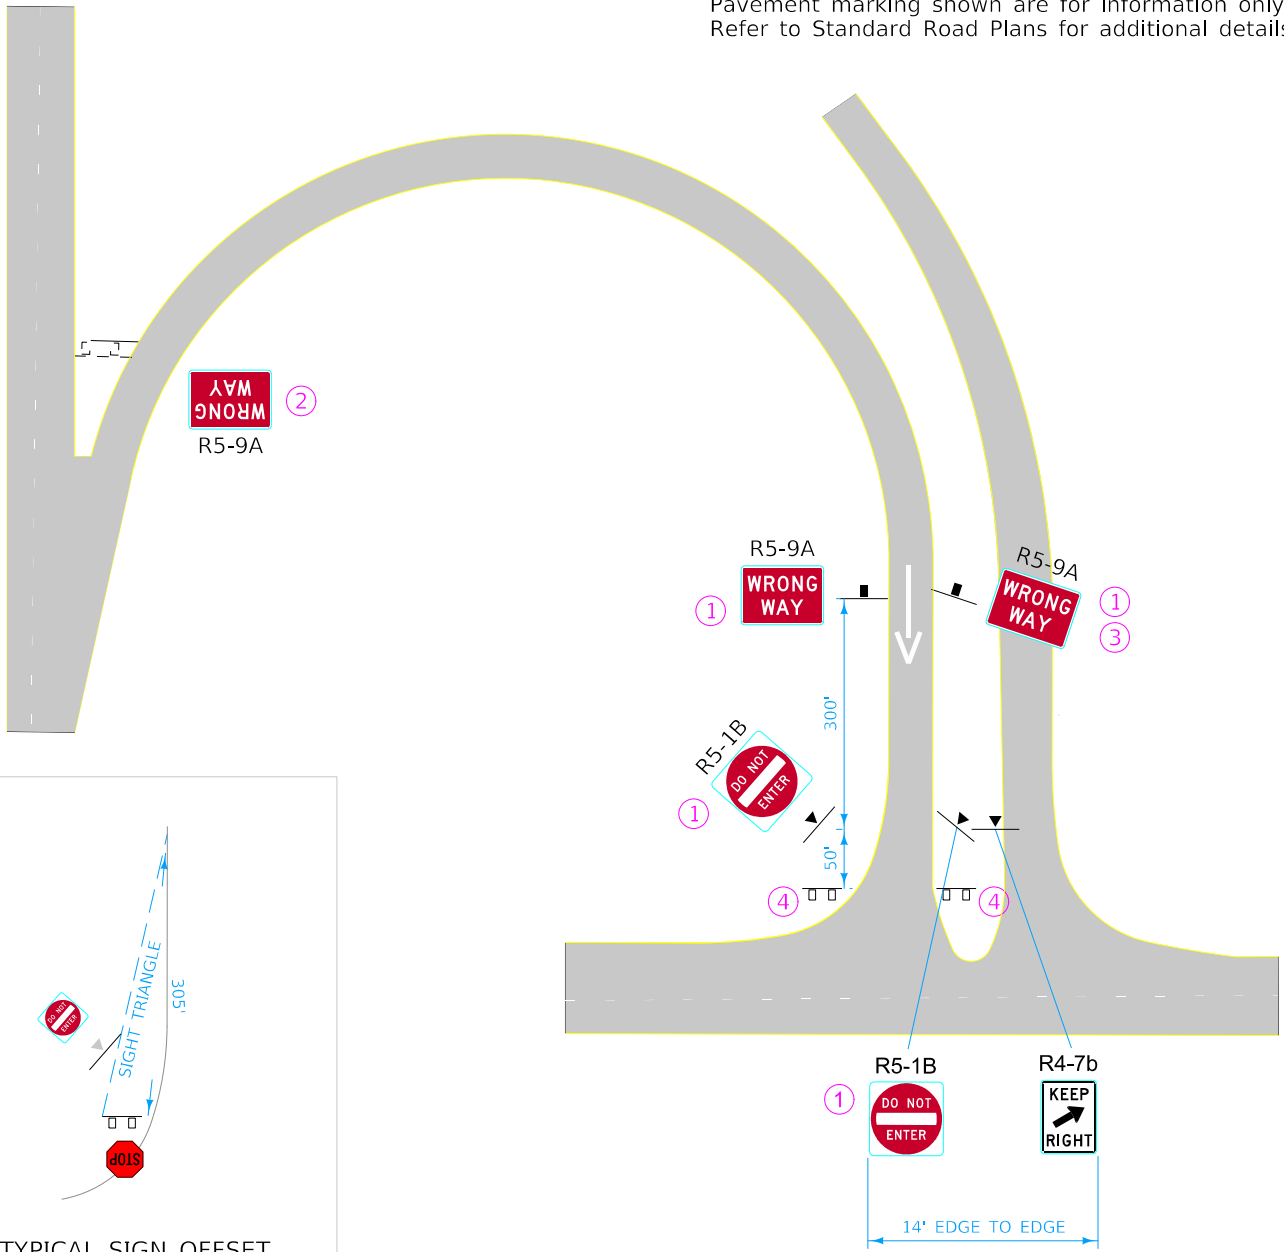 Pavement marking shown are for information only
Refer to Standard Road Plans for additional details
WRONG
WAY
2
R5-9A
R5-9A
WRONG
WAY
1
R5-9A
WRONG
WAY
1
3
300'
R5-1B
DO NOT
ENTER
1
50'
4
4
SIGHT TRIANGLE
305'
DO NOT
ENTER
STOP
R5-1B
DO NOT
ENTER
1
R4-7b
KEEP
RIGHT
14' EDGE TO EDGE
TYPICAL SIGN OFFSET